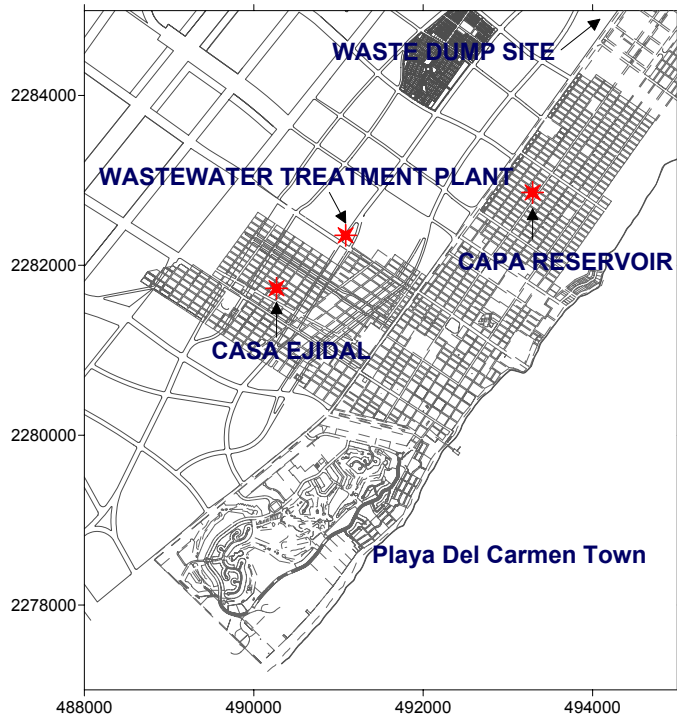 WASTE DUMP SITE
2284000
WASTEWATER TREATMENT PLANT
2282000
CAPA RESERVOIR
CASA EJIDAL
2280000
Playa Del Carmen Town
2278000
488000 490000 492000 494000